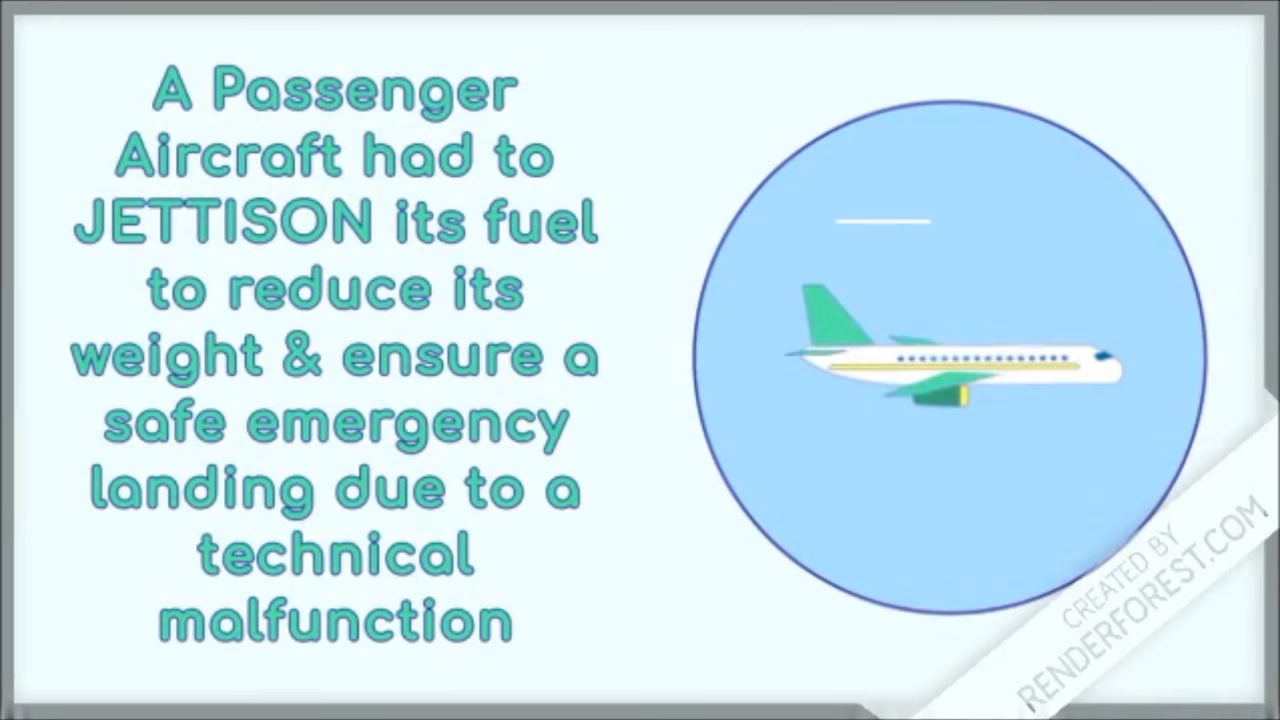 A Passenger
Aircraft had to
JETTISON its fuel
to reduce its
weight & ensure a
safe emergency
landing due to a
technical
malfunction
CREATED BY
RENDERFOREST.COM